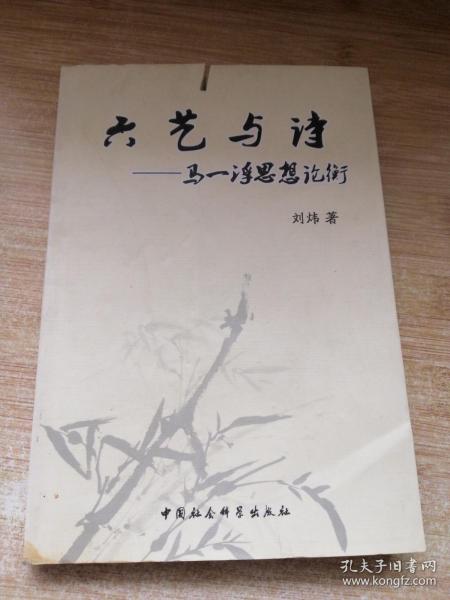 六艺与诗
——马一浮思想论衡
刘炜 著
中国社会科学出版社
孔夫子旧书网
www.kongfz.com